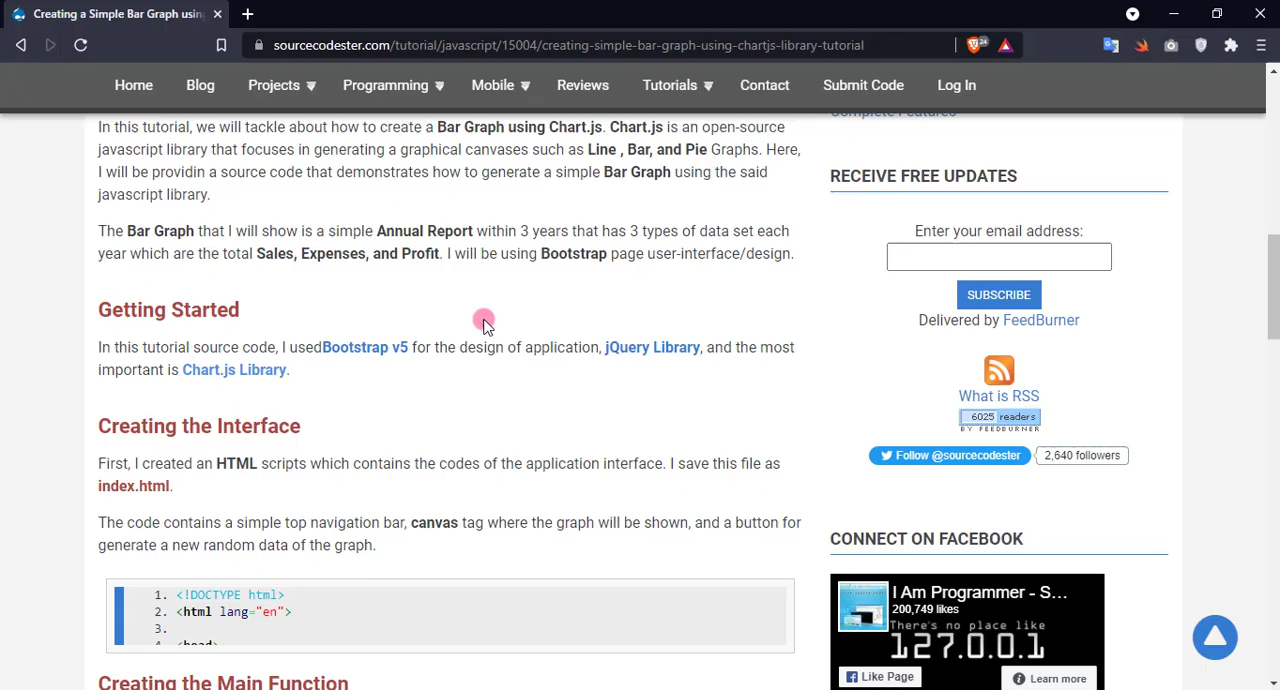 Creating a Simple Bar Graph usin
24
sourcecodester.com/tutorial/javascript/15004/creating-simple-bar-graph-using-chartjs-library-tutorial
Home Blog Projects Programming Mobile Reviews Tutorials Contact Submit Code Log In
In this tutorial, we will tackle about how to create a Bar Graph using Chart.js. Chart.js is an open-source
javascript library that focuses in generating a graphical canvases such as Line , Bar, and Pie Graphs. Here,
I will be providin a source code that demonstrates how to generate a simple Bar Graph using the said
javascript library.
The Bar Graph that I will show is a simple Annual Report within 3 years that has 3 types of data set each
year which are the total Sales, Expenses, and Profit. I will be using Bootstrap page user-interface/design.
Getting Started
In this tutorial source code, I usedBootstrap v5 for the design of application, jQuery Library, and the most
important is Chart.js Library.
Creating the Interface
First, I created an HTML scripts which contains the codes of the application interface. I save this file as
index.html.
The code contains a simple top navigation bar, canvas tag where the graph will be shown, and a button for
generate a new random data of the graph.
1. <!DOCTYPE html>
2. <html lang="en">
3.
4. <head>
Creating the Main Function
Complete Features
RECEIVE FREE UPDATES
Enter your email address:
SUBSCRIBE
Delivered by FeedBurner
What is RSS
6025 readers
BY FEEDBURNER
Follow @sourcecodester
2,640 followers
CONNECT ON FACEBOOK
I Am Programmer - S...
200,749 likes
There's no place like
127.0.0.1
Like Page
Learn more